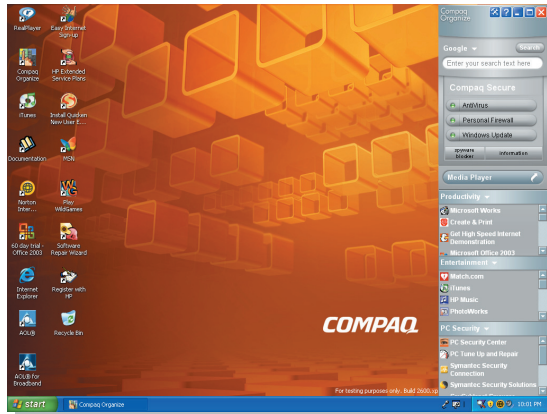 RealPlayer
Easy Internet
Sign-up
Compaq
Organize
HP Extended
Service Plans
iTunes
Install Quicken
New User E...
Documentation
MSN
Norton
Inter...
Play
WildGames
60 day trial -
Office 2003
Software
Repair Wizard
Internet
Explorer
Register with
HP
AOL®
Recycle Bin
AOL® for
Broadband
COMPAQ
For testing purposes only. Build 2600.xp
Compaq
Organize
Google
Search
Enter your search text here
Compaq Secure
AntiVirus
Personal Firewall
Windows Update
spyware
blocker
information
Media Player
Productivity
Microsoft Works
Create & Print
Get High Speed Internet
Demonstration
Microsoft Office 2003
Entertainment
Match.com
iTunes
HP Music
PhotoWorks
PC Security
PC Security Center
PC Tune Up and Repair
Symantec Security
Connection
Symantec Security Solutions
start
Compaq Organize
10:01 PM